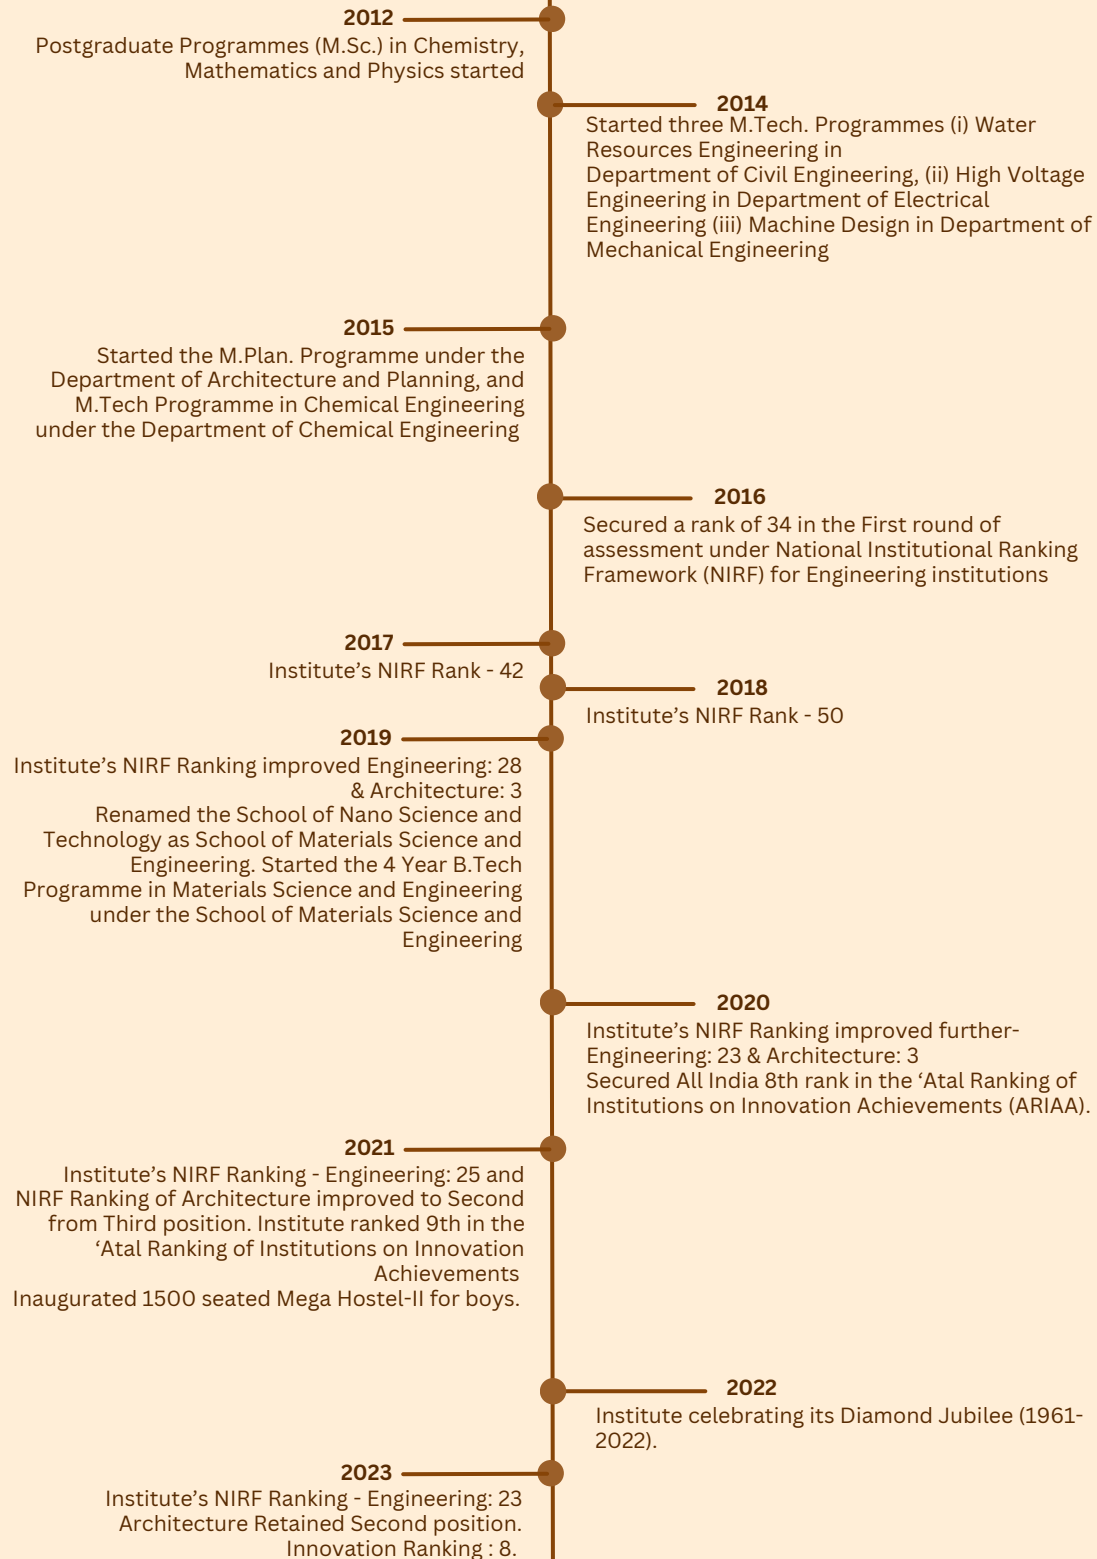 2012
Postgraduate Programmes (M.Sc.) in Chemistry,
Mathematics and Physics started
2014
Started three M.Tech. Programmes (i) Water
Resources Engineering in
Department of Civil Engineering, (ii) High Voltage
Engineering in Department of Electrical
Engineering (iii) Machine Design in Department of
Mechanical Engineering
2015
Started the M.Plan. Programme under the
Department of Architecture and Planning, and
M.Tech Programme in Chemical Engineering
under the Department of Chemical Engineering
2016
Secured a rank of 34 in the First round of
assessment under National Institutional Ranking
Framework (NIRF) for Engineering institutions
2017
Institute’s NIRF Rank - 42
2018
Institute’s NIRF Rank - 50
2019
Institute’s NIRF Ranking improved Engineering: 28
& Architecture: 3
Renamed the School of Nano Science and
Technology as School of Materials Science and
Engineering. Started the 4 Year B.Tech
Programme in Materials Science and Engineering
under the School of Materials Science and
Engineering
2020
Institute’s NIRF Ranking improved further-
Engineering: 23 & Architecture: 3
Secured All India 8th rank in the ‘Atal Ranking of
Institutions on Innovation Achievements (ARIAA).
2021
Institute’s NIRF Ranking - Engineering: 25 and
NIRF Ranking of Architecture improved to Second
from Third position. Institute ranked 9th in the
‘Atal Ranking of Institutions on Innovation
Achievements
Inaugurated 1500 seated Mega Hostel-II for boys.
2022
Institute celebrating its Diamond Jubilee (1961-
2022).
2023
Institute’s NIRF Ranking - Engineering: 23
Architecture Retained Second position.
Innovation Ranking : 8.